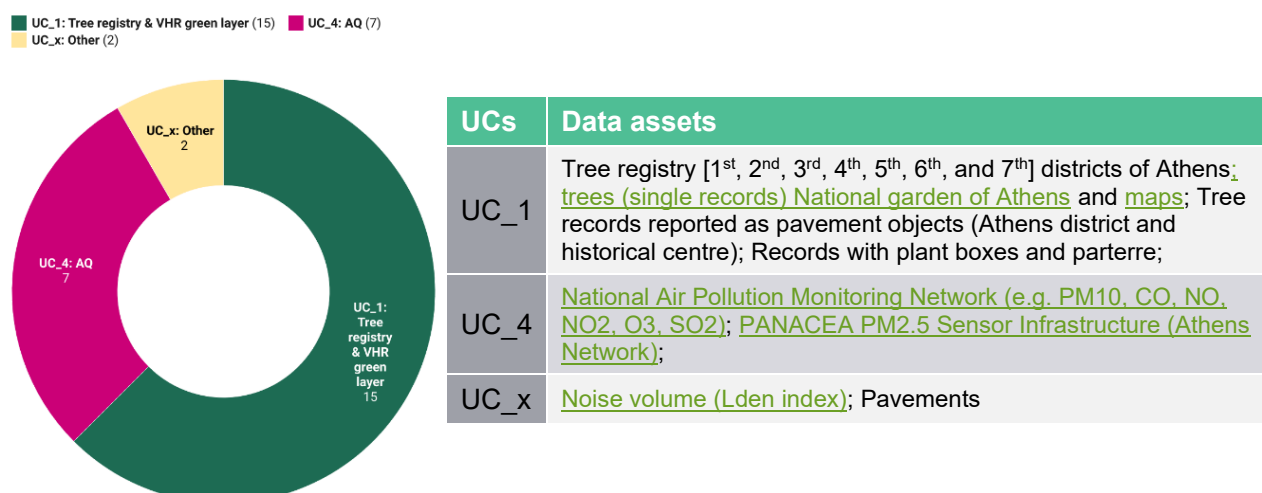 UC_1: Tree registry & VHR green layer (15) UC_4: AQ (7)
UC_x: Other (2)
UC_x: Other
2
UC_4: AQ
7
UC_1:
Tree
registry
& VHR
green
layer
15
UCs Data assets
UC_1
Tree registry [1st, 2nd, 3rd, 4th, 5th, 6th, and 7th] districts of Athens;
trees (single records) National garden of Athens and maps; Tree
records reported as pavement objects (Athens district and
historical centre); Records with plant boxes and parterre;
UC_4
National Air Pollution Monitoring Network (e.g. PM10, CO, NO,
NO2, O3, SO2); PANACEA PM2.5 Sensor Infrastructure (Athens
Network);
UC_x Noise volume (Lden index); Pavements